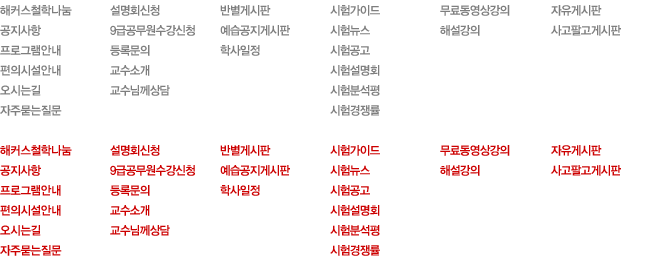 해커스철학나눔 설명회신청 반별게시판 시험가이드 무료동영상강의 자유게시판
공지사항 9급공무원수강신청 예습공지게시판 시험뉴스 해설강의 사고팔고게시판
프로그램안내 등록문의 학사일정 시험공고
편의시설안내 교수소개 시험설명회
오시는길 교수님께상담 시험분석평
자주묻는질문 시험경쟁률
해커스철학나눔 설명회신청 반별게시판 시험가이드 무료동영상강의 자유게시판
공지사항 9급공무원수강신청 예습공지게시판 시험뉴스 해설강의 사고팔고게시판
프로그램안내 등록문의 학사일정 시험공고
편의시설안내 교수소개 시험설명회
오시는길 교수님께상담 시험분석평
자주묻는질문 시험경쟁률